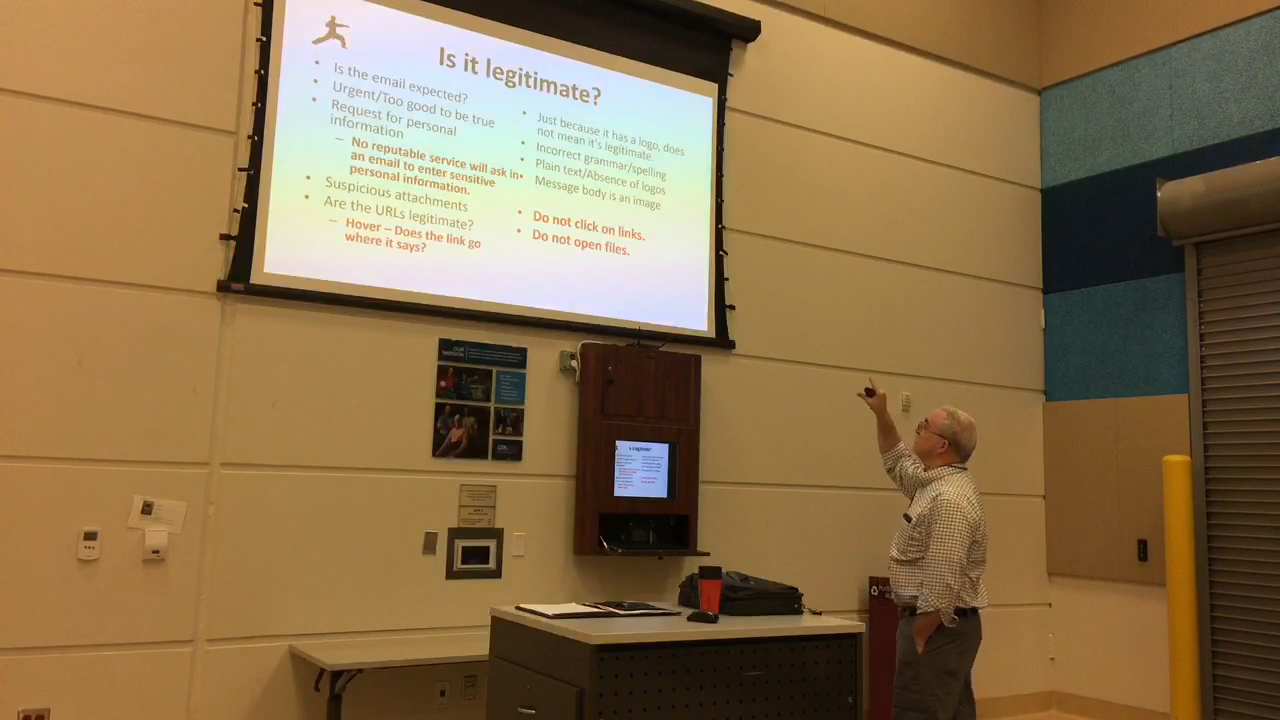 Is it legitimate?
• Is the email expected?
• Urgent/Too good to be true
• Request for personal
information
– No reputable service will ask in
an email to enter sensitive
personal information.
• Suspicious attachments
• Are the URLs legitimate?
– Hover – Does the link go
where it says?
• Just because it has a logo, does
not mean it's legitimate.
• Incorrect grammar/spelling
• Plain text/Absence of logos
• Message body is an image
• Do not click on links.
• Do not open files.
OUR
MISSION